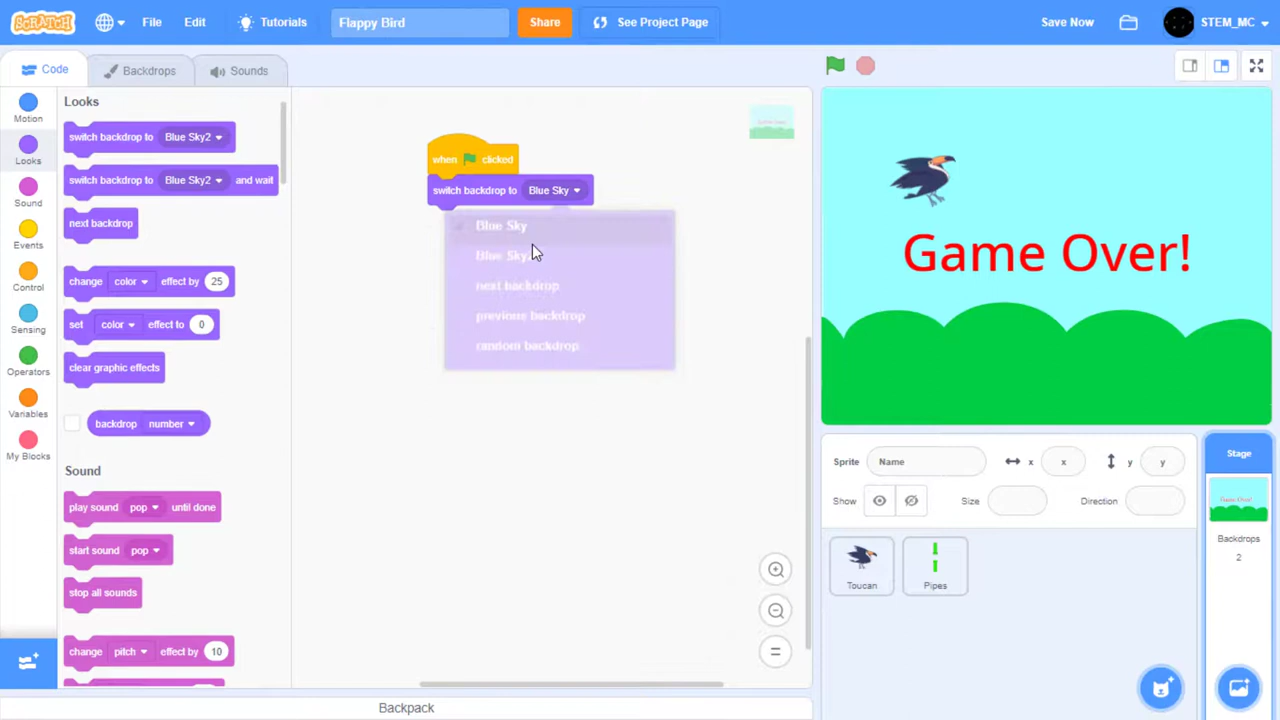 SCRATCH
File
Edit
Tutorials
Flappy Bird
Share
See Project Page
Save Now
STEM_MC
Code
Backdrops
Sounds
Motion
Looks
Sound
Events
Control
Sensing
Operators
Variables
My Blocks
Looks
switch backdrop to Blue Sky2
switch backdrop to Blue Sky2 and wait
next backdrop
change color effect by 25
set color effect to 0
clear graphic effects
backdrop number
Sound
play sound pop until done
start sound pop
stop all sounds
change pitch effect by 10
when clicked
switch backdrop to Blue Sky
Blue Sky
Blue Sky2
next backdrop
previous backdrop
random backdrop
Backpack
Game Over!
Sprite Name
x x
y y
Show
Size
Direction
Toucan
Pipes
Stage
Game Over!
Backdrops
2